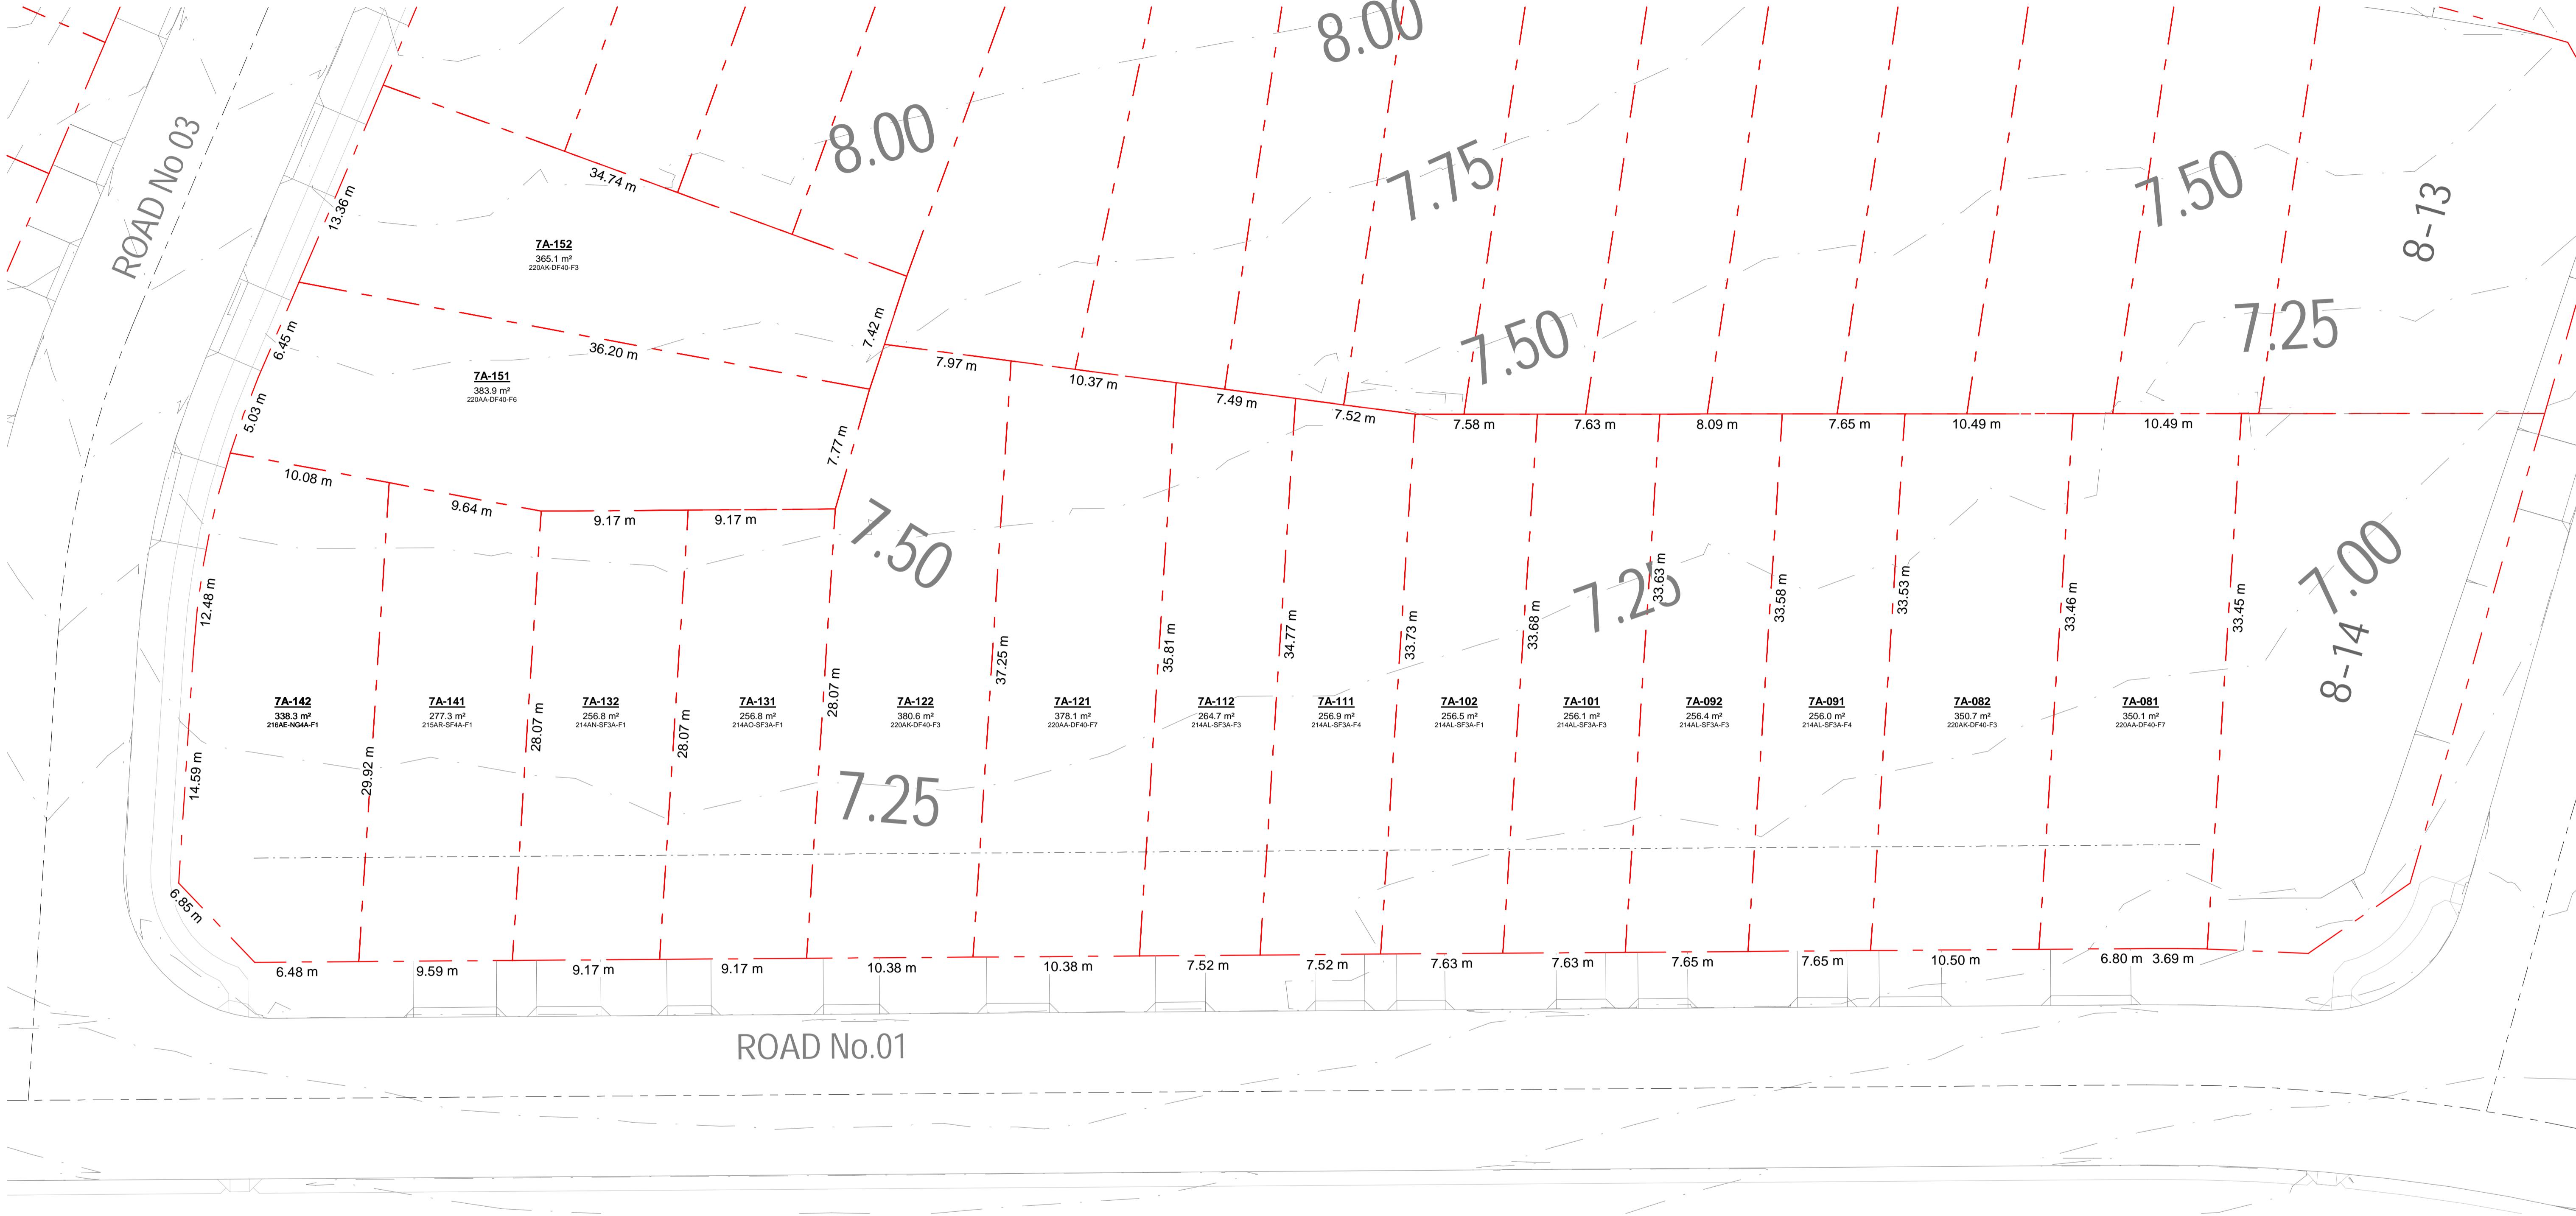 8.00
8.00
7.75
7.50
8-13
ROAD No 03
34.74 m
13.36 m
7A-152
365.1 m²
220AK-DF40-F3
7.42 m
6.45 m
36.20 m
7.50
7.25
7.97 m
10.37 m
7.49 m
7.52 m
7A-151
383.9 m²
220AA-DF40-F6
5.03 m
7.77 m
7.58 m
7.63 m
8.09 m
7.65 m
10.49 m
10.49 m
10.08 m
9.64 m
9.17 m
9.17 m
7.50
7.25
7.00
8-14
12.48 m
14.59 m
29.92 m
28.07 m
28.07 m
28.07 m
37.25 m
35.81 m
34.77 m
33.73 m
33.68 m
33.63 m
33.58 m
33.53 m
33.46 m
33.45 m
7A-142
338.3 m²
216AE-NG4A-F1
7A-141
277.3 m²
215AR-SF4A-F1
7A-132
256.8 m²
214AN-SF3A-F1
7A-131
256.8 m²
214AO-SF3A-F1
7A-122
380.6 m²
220AK-DF40-F3
7A-121
378.1 m²
220AA-DF40-F7
7A-112
264.7 m²
214AL-SF3A-F3
7A-111
256.9 m²
214AL-SF3A-F4
7A-102
256.5 m²
214AL-SF3A-F1
7A-101
256.1 m²
214AL-SF3A-F3
7A-092
256.4 m²
214AL-SF3A-F3
7A-091
256.0 m²
214AL-SF3A-F4
7A-082
350.7 m²
220AK-DF40-F3
7A-081
350.1 m²
220AA-DF40-F7
7.25
6.85 m
6.48 m
9.59 m
9.17 m
9.17 m
10.38 m
10.38 m
7.52 m
7.52 m
7.63 m
7.63 m
7.65 m
7.65 m
10.50 m
6.80 m
3.69 m
ROAD No.01